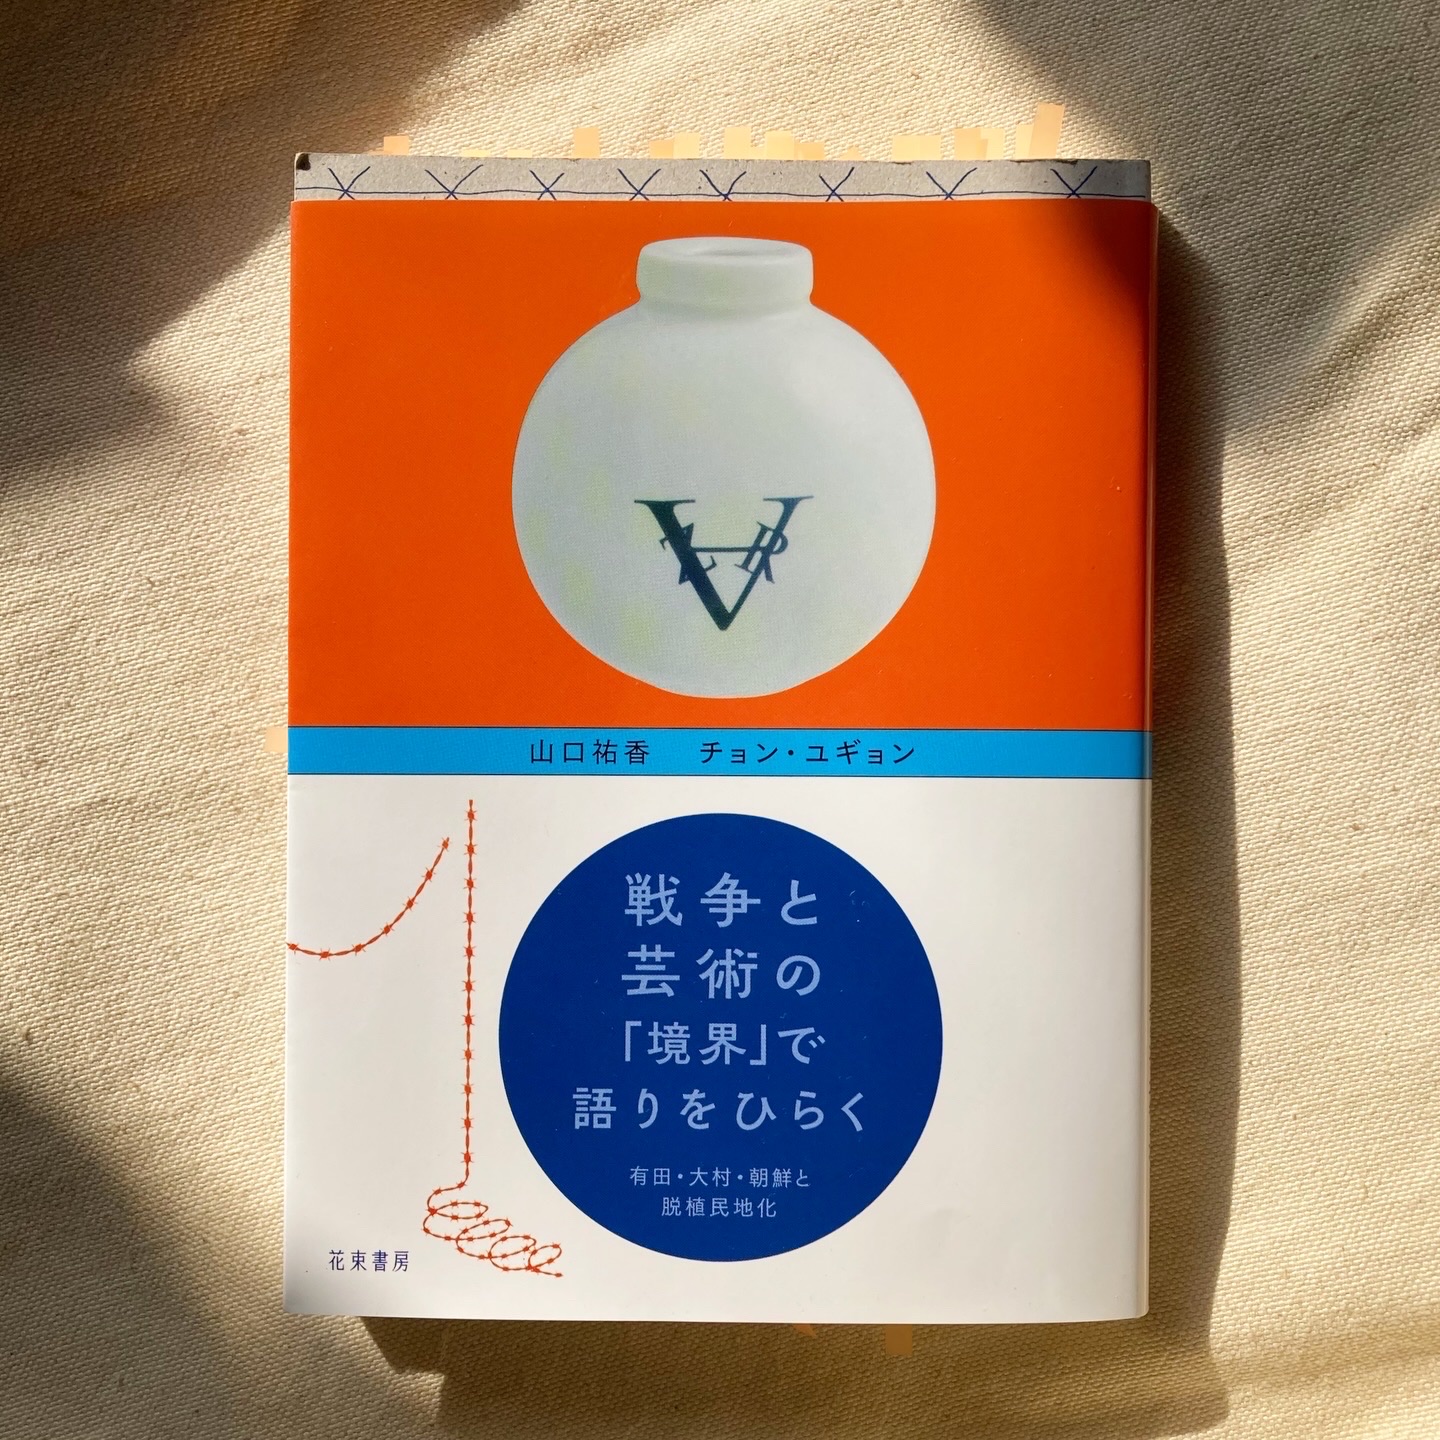 山口祐香 チョン・ユギョン
戦争と
芸術の
「境界」で
語りをひらく
有田・大村・朝鮮と
脱植民地化
花束書房